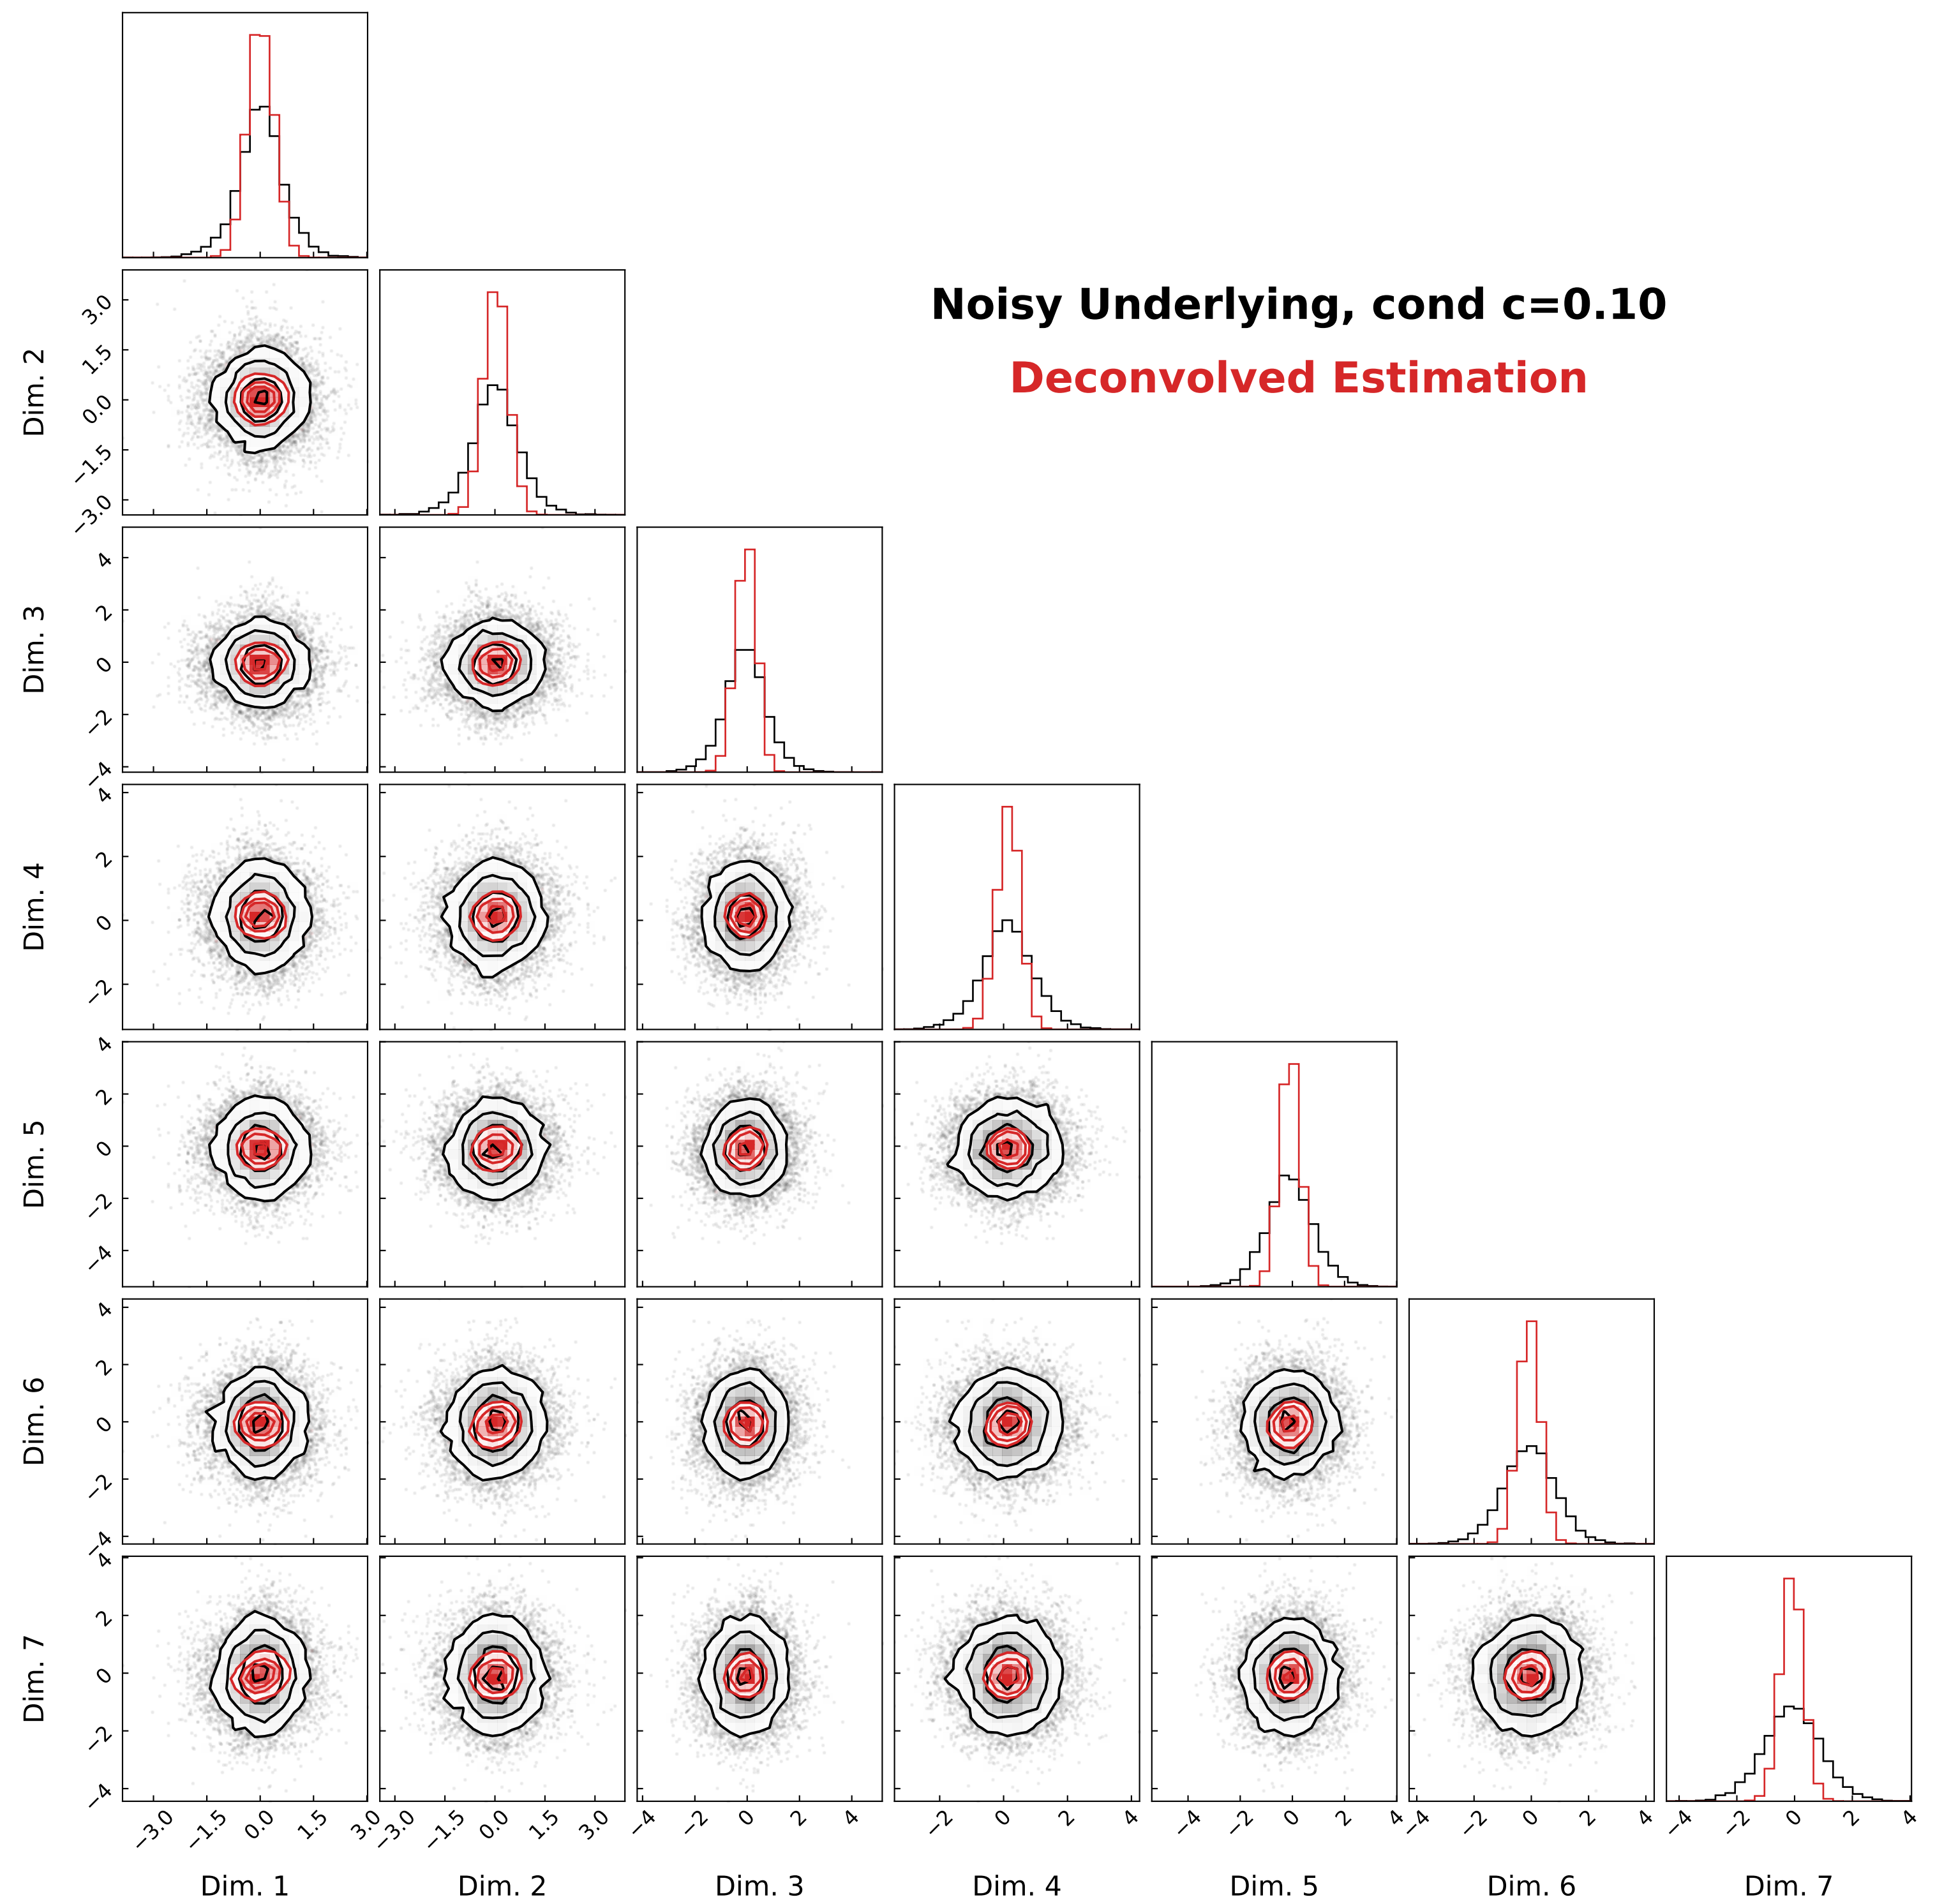 Noisy Underlying, cond c=0.10
Deconvolved Estimation
Dim. 2
3.0
1.5
0.0
−1.5
−3.0
Dim. 3
4
2
0
−2
−4
Dim. 4
4
2
0
−2
Dim. 5
4
2
0
−2
−4
Dim. 6
4
2
0
−2
−4
Dim. 7
4
2
0
−2
−4
−3.0 −1.5 0.0 1.5 3.0 −3.0 −1.5 0.0 1.5 3.0 −4 −2 0 2 4 −2 0 2 4 −4 −2 0 2 4 −4 −2 0 2 4 −4 −2 0 2 4
Dim. 1 Dim. 2 Dim. 3 Dim. 4 Dim. 5 Dim. 6 Dim. 7